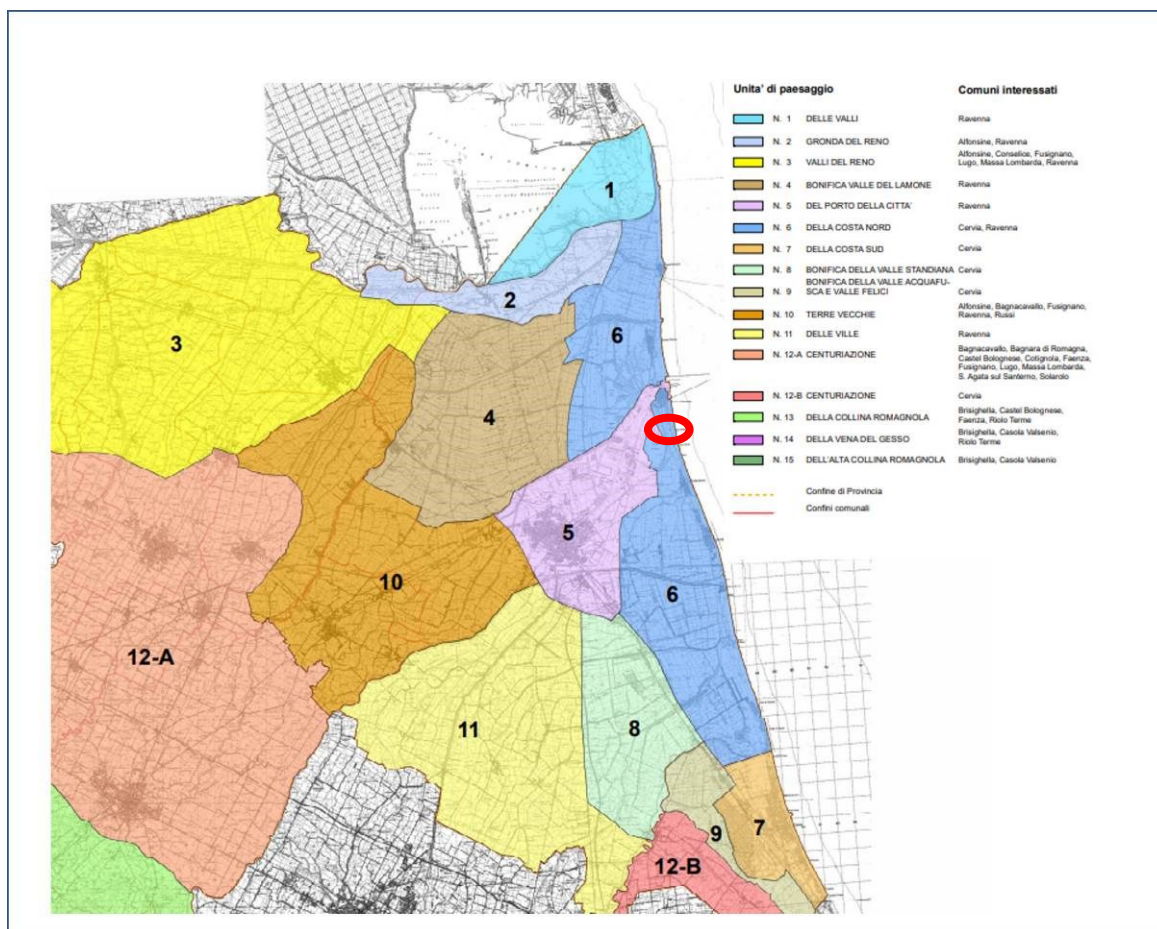 Unita' di paesaggio Comuni interessati
N. 1 DELLE VALLI Ravenna
N. 2 GRONDA DEL RENO Alfonsine, Ravenna
N. 3 VALLI DEL RENO Alfonsine, Conselice, Fusignano,
Lugo, Massa Lombarda, Ravenna
N. 4 BONIFICA VALLE DEL LAMONE Ravenna
N. 5 DEL PORTO DELLA CITTA' Ravenna
N. 6 DELLA COSTA NORD Cervia, Ravenna
N. 7 DELLA COSTA SUD Cervia
N. 8 BONIFICA DELLA VALLE STANDIANA Cervia
N. 9 BONIFICA DELLA VALLE ACQUAFU-
SCA E VALLE FELICI Cervia
N. 10 TERRE VECCHIE Alfonsine, Bagnacavallo, Fusignano,
Ravenna, Russi
N. 11 DELLE VILLE Ravenna
N. 12-A CENTURIAZIONE Bagnacavallo, Bagnara di Romagna,
Castel Bolognese, Cotignola, Faenza,
Fusignano, Lugo, Massa Lombarda,
S. Agata sul Santerno, Solarolo
N. 12-B CENTURIAZIONE Cervia
N. 13 DELLA COLLINA ROMAGNOLA Brisighella, Castel Bolognese,
Faenza, Riolo Terme
N. 14 DELLA VENA DEL GESSO Brisighella, Casola Valsenio,
Riolo Terme
N. 15 DELL'ALTA COLLINA ROMAGNOLA Brisighella, Casola Valsenio
Confine di Provincia
Confini comunali
1
2
3
6
4
5
10
6
12-A
11
8
9
7
12-B